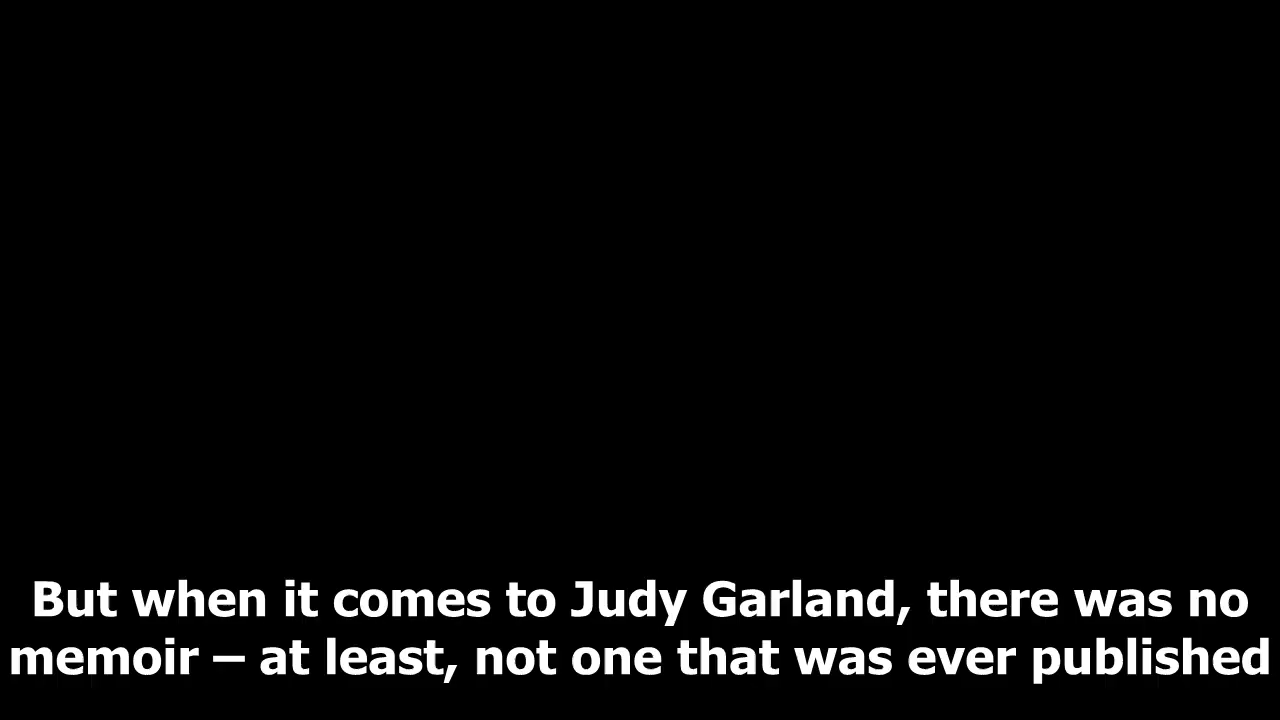 But when it comes to Judy Garland, there was no
memoir – at least, not one that was ever published